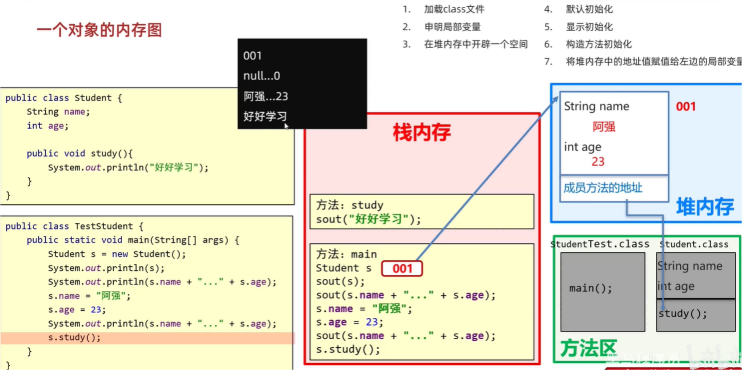 一个对象的内存图
1. 加载class文件
2. 申明局部变量
3. 在堆内存中开辟一个空间
4. 默认初始化
5. 显示初始化
6. 构造方法初始化
7. 将堆内存中的地址值赋值给左边的局部变量
001
null...0
阿强...23
好好学习
public class Student {
String name;
int age;
public void study(){
System.out.println("好好学习");
}
}
public class TestStudent {
public static void main(String[] args) {
Student s = new Student();
System.out.println(s);
System.out.println(s.name + "..." + s.age);
s.name = "阿强";
s.age = 23;
System.out.println(s.name + "..." + s.age);
s.study();
}
}
栈内存
方法: study
sout("好好学习");
方法: main
Student s 001
sout(s);
sout(s.name + "..." + s.age);
s.name = "阿强";
s.age = 23;
sout(s.name + "..." + s.age);
s.study();
String name
阿强
int age
23
成员方法的地址
001
堆内存
StudentTest.class
main();
Student.class
String name
int age
study();
方法区